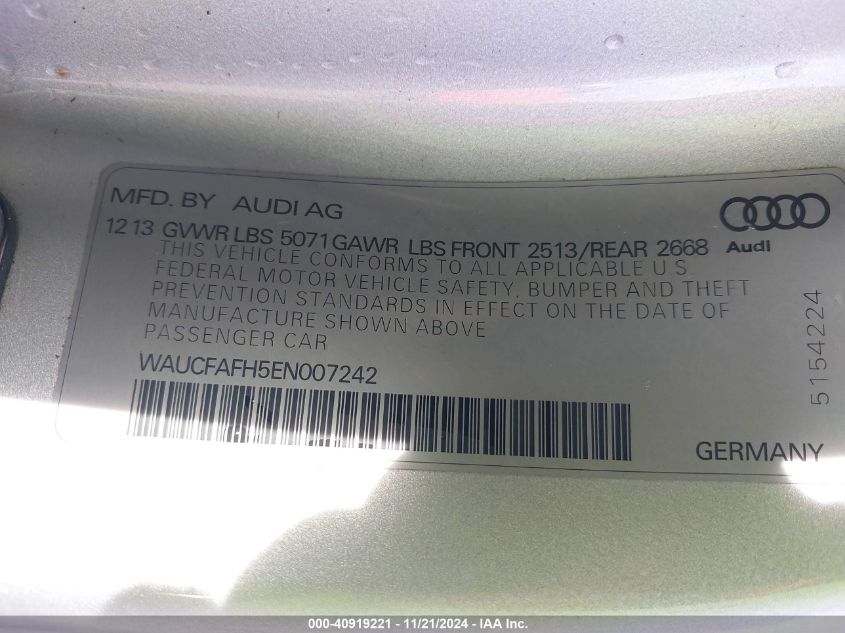 MFD. BY AUDI AG
12 13 GVWR LBS 5071 GAWR LBS FRONT 2513/REAR 2668
Audi
THIS VEHICLE CONFORMS TO ALL APPLICABLE U.S.
FEDERAL MOTOR VEHICLE SAFETY, BUMPER AND THEFT
PREVENTION STANDARDS IN EFFECT ON THE DATE OF
MANUFACTURE SHOWN ABOVE
PASSENGER CAR
WAUCFAFH5EN007242
5154224
GERMANY
000-40919221 - 11/21/2024 - IAA Inc.